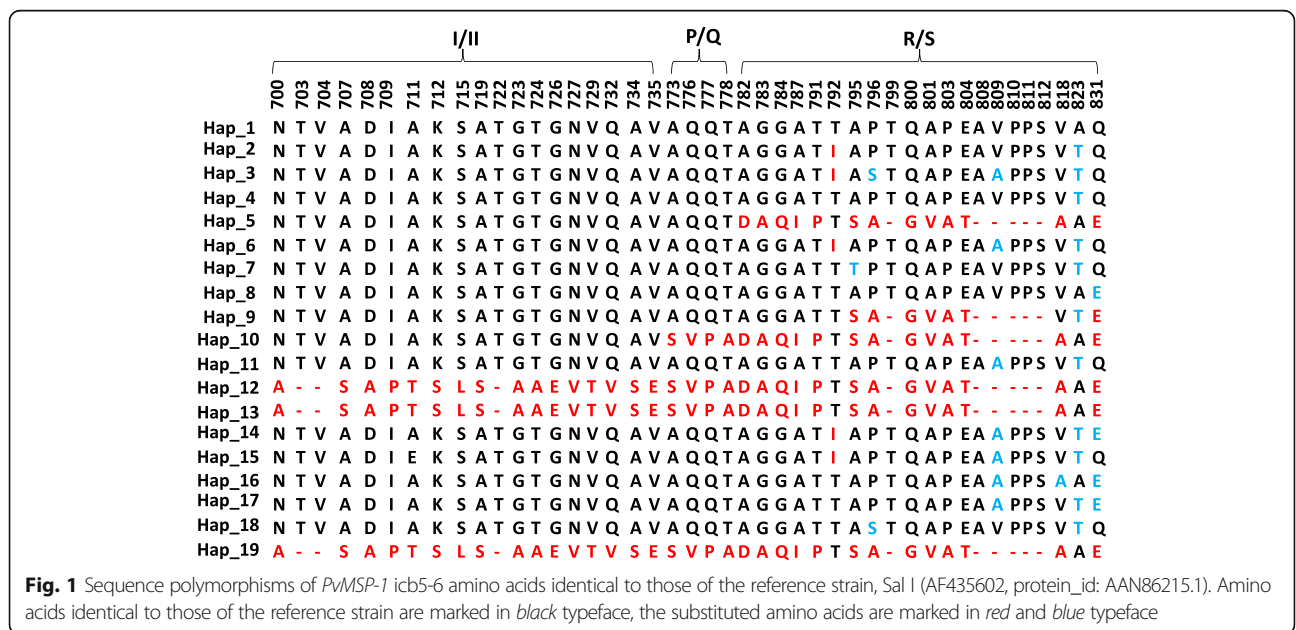 I/II P/Q R/S
700 703 704 707 708 709 711 712 715 719 722 723 724 726 727 729 732 734 735 773 776 777 778 782 783 784 787 791 792 795 796 799 800 801 803 804 808 809 810 811 812 818 823 831
Hap_1 N T V A D I A K S A T G T G N V Q A V A Q Q T A G G A T T A P T Q A P E A V P P S V A Q
Hap_2 N T V A D I A K S A T G T G N V Q A V A Q Q T A G G A T I A P T Q A P E A V P P S V T Q
Hap_3 N T V A D I A K S A T G T G N V Q A V A Q Q T A G G A T I A S T Q A P E A A P P S V T Q
Hap_4 N T V A D I A K S A T G T G N V Q A V A Q Q T A G G A T T A P T Q A P E A V P P S V T Q
Hap_5 N T V A D I A K S A T G T G N V Q A V A Q Q T D A Q I P T S A - G V A T - - - - - A A E
Hap_6 N T V A D I A K S A T G T G N V Q A V A Q Q T A G G A T I A P T Q A P E A A P P S V T Q
Hap_7 N T V A D I A K S A T G T G N V Q A V A Q Q T A G G A T T T P T Q A P E A V P P S V T Q
Hap_8 N T V A D I A K S A T G T G N V Q A V A Q Q T A G G A T T A P T Q A P E A V P P S V A E
Hap_9 N T V A D I A K S A T G T G N V Q A V A Q Q T A G G A T T S A - G V A T - - - - - V T E
Hap_10 N T V A D I A K S A T G T G N V Q A V S V P A D A Q I P T S A - G V A T - - - - - A A E
Hap_11 N T V A D I A K S A T G T G N V Q A V A Q Q T A G G A T T A P T Q A P E A A P P S V T Q
Hap_12 A - - S A P T S L S - A A E V T V S E S V P A D A Q I P T S A - G V A T - - - - - A A E
Hap_13 A - - S A P T S L S - A A E V T V S E S V P A D A Q I P T S A - G V A T - - - - - A A E
Hap_14 N T V A D I A K S A T G T G N V Q A V A Q Q T A G G A T I A P T Q A P E A A P P S V T E
Hap_15 N T V A D I E K S A T G T G N V Q A V A Q Q T A G G A T I A P T Q A P E A A P P S V T Q
Hap_16 N T V A D I A K S A T G T G N V Q A V A Q Q T A G G A T T A P T Q A P E A A P P S A A E
Hap_17 N T V A D I A K S A T G T G N V Q A V A Q Q T A G G A T T A P T Q A P E A A P P S V T E
Hap_18 N T V A D I A K S A T G T G N V Q A V A Q Q T A G G A T T A S T Q A P E A V P P S V T Q
Hap_19 A - - S A P T S L S - A A E V T V S E S V P A D A Q I P T S A - G V A T - - - - - A A E
Fig. 1 Sequence polymorphisms of PvMSP-1 icb5-6 amino acids identical to those of the reference strain, Sal I (AF435602, protein_id: AAN86215.1). Amino
acids identical to those of the reference strain are marked in black typeface, the substituted amino acids are marked in red and blue typeface